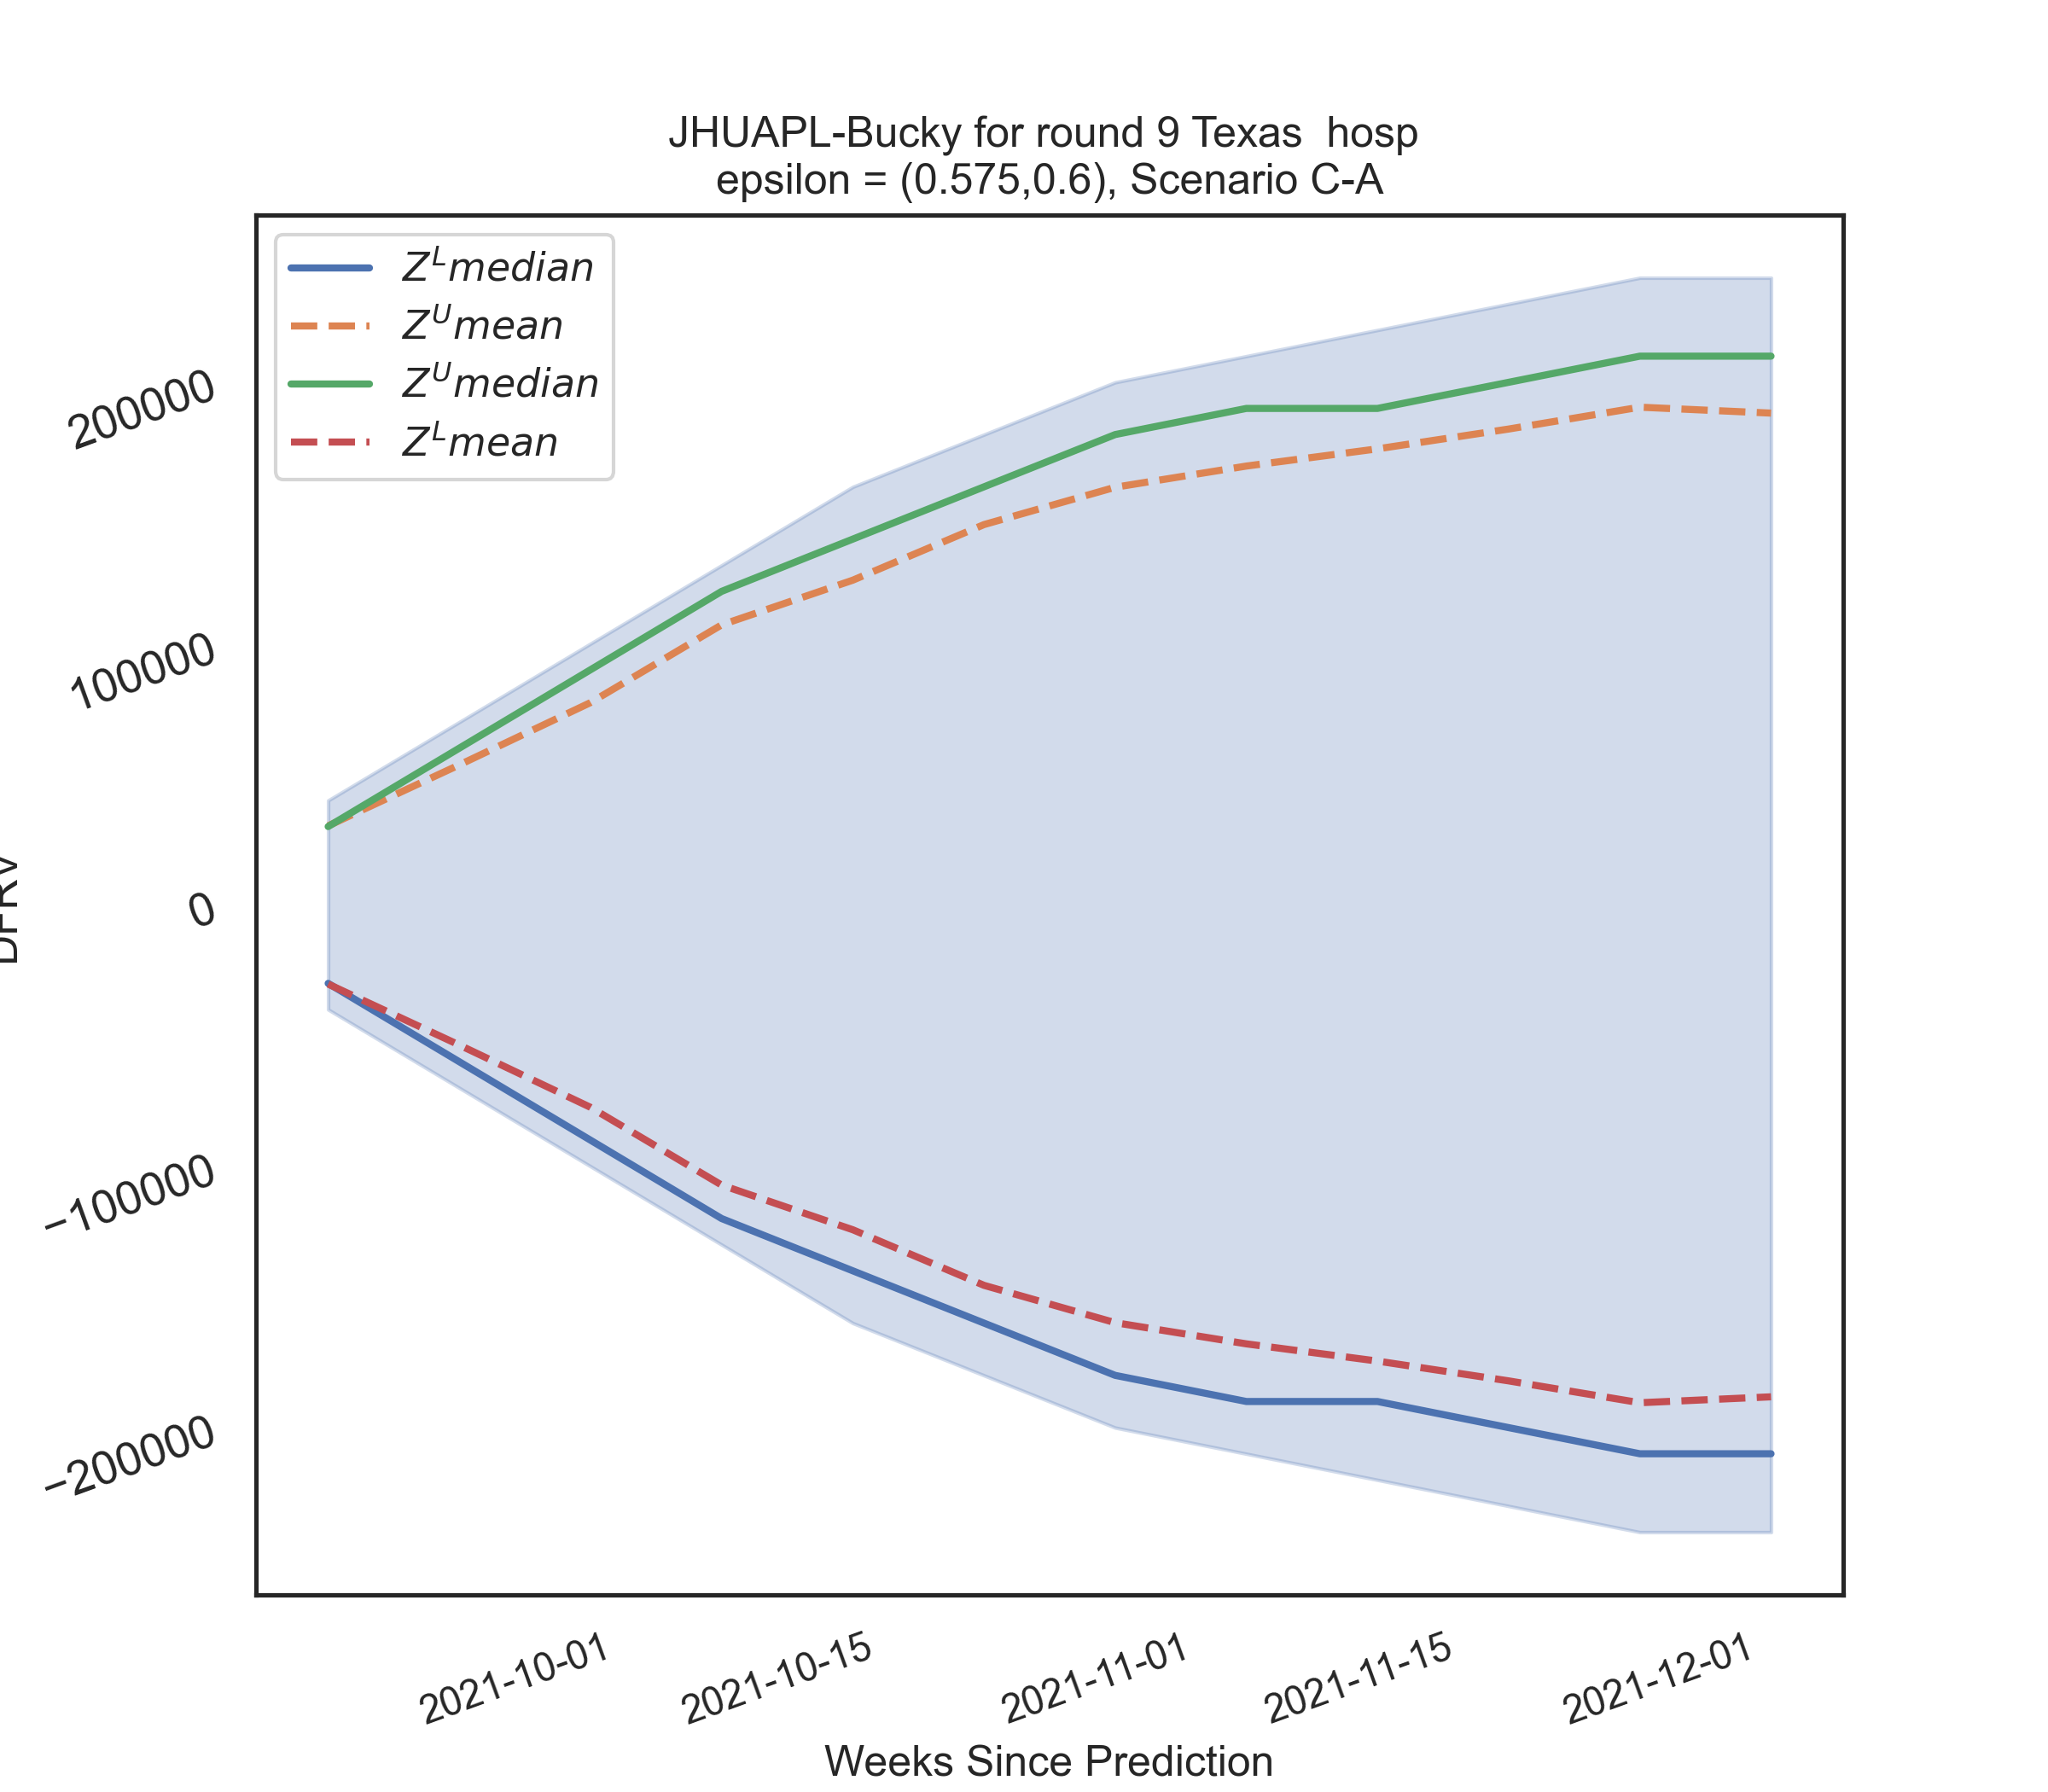 JHUAPL-Bucky for round 9 Texas  hosp
epsilon = (0.575,0.6), Scenario C-A
Z^L median
Z^U mean
Z^U median
Z^L mean
200000
100000
0
−100000
−200000
2021-10-01
2021-10-15
2021-11-01
2021-11-15
2021-12-01
Weeks Since Prediction